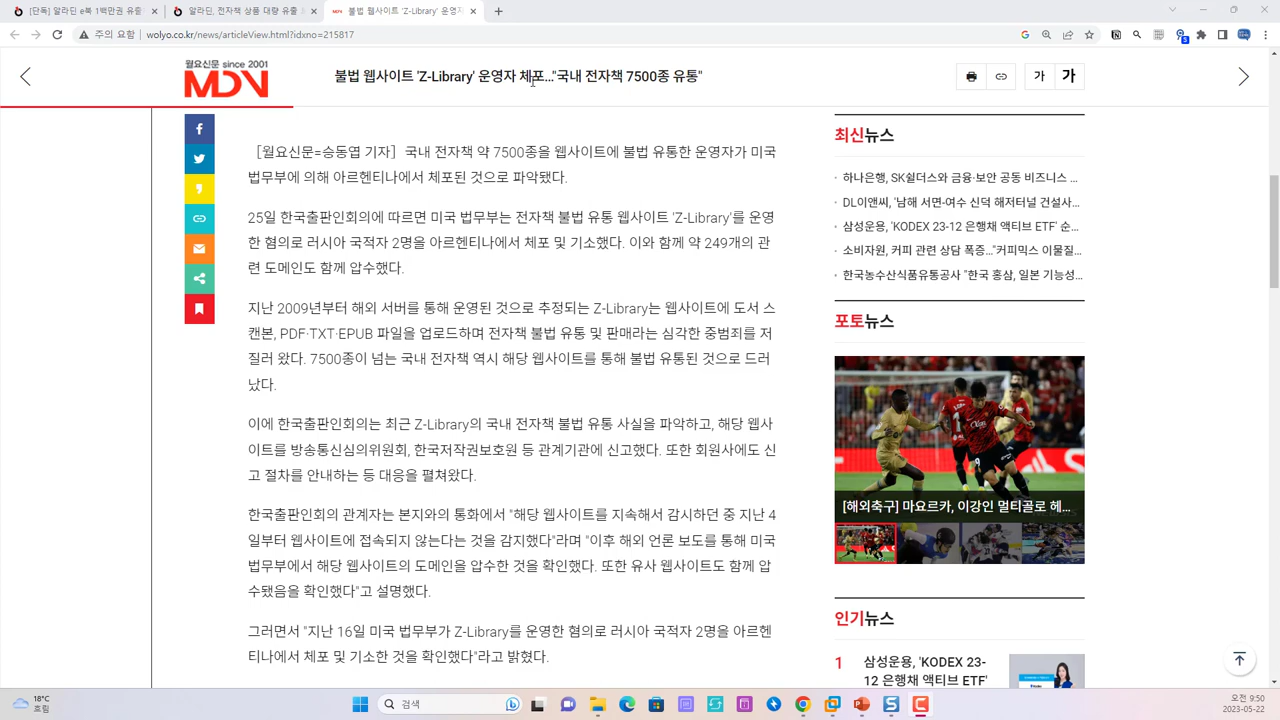 [단독] 알라딘 e북 1백만권 유출
알라딘, 전자책 상품 대량 유출
불법 웹사이트 'Z-Library' 운영자
주의 요함 wolyo.co.kr/news/articleView.html?idxno=215817
월요신문 since 2001
MDN
불법 웹사이트 'Z-Library' 운영자 체포…"국내 전자책 7500종 유통"
가 가
［월요신문=승동엽 기자］국내 전자책 약 7500종을 웹사이트에 불법 유통한 운영자가 미국
법무부에 의해 아르헨티나에서 체포된 것으로 파악됐다.
25일 한국출판인회의에 따르면 미국 법무부는 전자책 불법 유통 웹사이트 'Z-Library'를 운영
한 혐의로 러시아 국적자 2명을 아르헨티나에서 체포 및 기소했다. 이와 함께 약 249개의 관
련 도메인도 함께 압수했다.
지난 2009년부터 해외 서버를 통해 운영된 것으로 추정되는 Z-Library는 웹사이트에 도서 스
캔본, PDF·TXT·EPUB 파일을 업로드하며 전자책 불법 유통 및 판매라는 심각한 중범죄를 저
질러 왔다. 7500종이 넘는 국내 전자책 역시 해당 웹사이트를 통해 불법 유통된 것으로 드러
났다.
이에 한국출판인회의는 최근 Z-Library의 국내 전자책 불법 유통 사실을 파악하고, 해당 웹사
이트를 방송통신심의위원회, 한국저작권보호원 등 관계기관에 신고했다. 또한 회원사에도 신
고 절차를 안내하는 등 대응을 펼쳐왔다.
한국출판인회의 관계자는 본지와의 통화에서 "해당 웹사이트를 지속해서 감시하던 중 지난 4
일부터 웹사이트에 접속되지 않는다는 것을 감지했다"라며 "이후 해외 언론 보도를 통해 미국
법무부에서 해당 웹사이트의 도메인을 압수한 것을 확인했다. 또한 유사 웹사이트도 함께 압
수됐음을 확인했다"고 설명했다.
그러면서 "지난 16일 미국 법무부가 Z-Library를 운영한 혐의로 러시아 국적자 2명을 아르헨
티나에서 체포 및 기소한 것을 확인했다"라고 밝혔다.
최신뉴스
하나은행, SK쉴더스와 금융·보안 공동 비즈니스 ...
DL이앤씨, '남해 서면-여수 신덕 해저터널 건설사...
삼성운용, 'KODEX 23-12 은행채 액티브 ETF' 순...
소비자원, 커피 관련 상담 폭증…"커피믹스 이물질...
한국농수산식품유통공사 "한국 홍삼, 일본 기능성...
포토뉴스
[해외축구] 마요르카, 이강인 멀티골로 헤...
인기뉴스
1 삼성운용, 'KODEX 23-
12 은행채 액티브 ETF'
18°C
흐림
검색
오전 9:50
2023-05-22